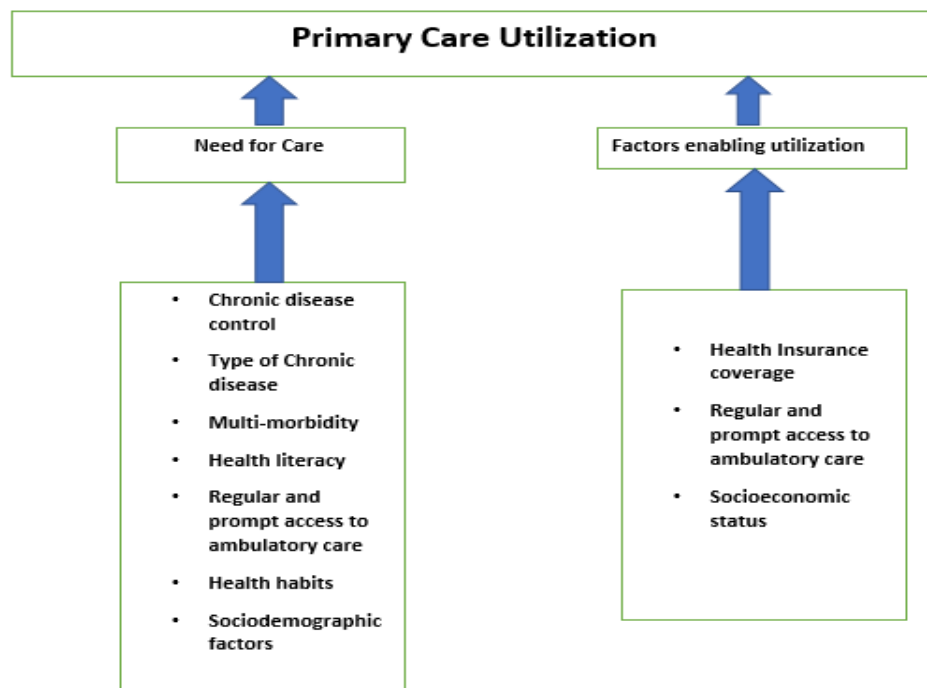 Primary Care Utilization
Need for Care
Factors enabling utilization
• Chronic disease
control
• Type of Chronic
disease
• Multi-morbidity
• Health literacy
• Regular and
prompt access to
ambulatory care
• Health habits
• Sociodemographic
factors
• Health Insurance
coverage
• Regular and
prompt access to
ambulatory care
• Socioeconomic
status